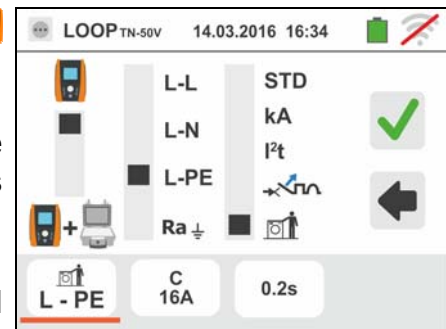 LOOP TN-50V 14.03.2016 16:34
L-L STD
L-N kA
I²t
L-PE
Ra
L - PE
C
16A
0.2s